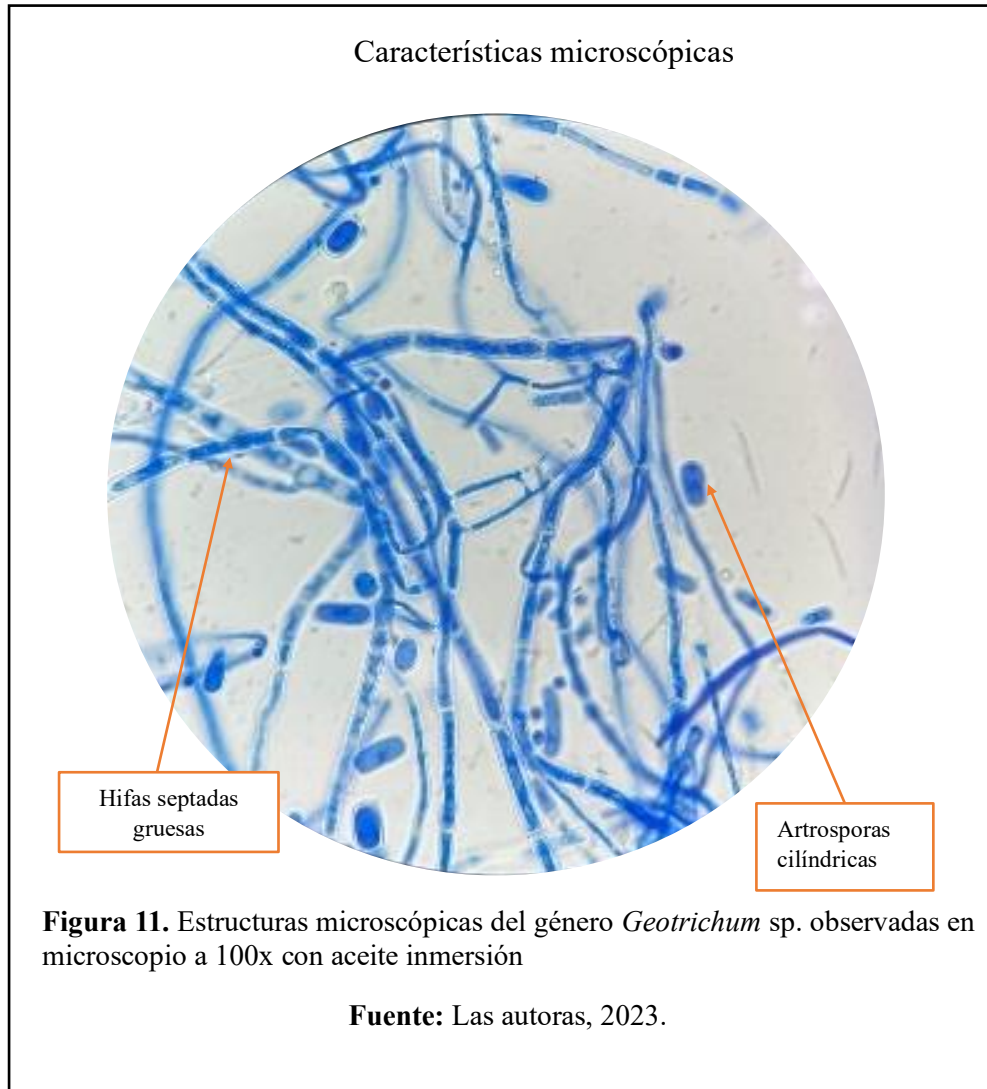 Características microscópicas
Hifas septadas
gruesas
Artrosporas
cilíndricas
Figura 11. Estructuras microscópicas del género Geotrichum sp. observadas en
microscopio a 100x con aceite inmersión
Fuente: Las autoras, 2023.